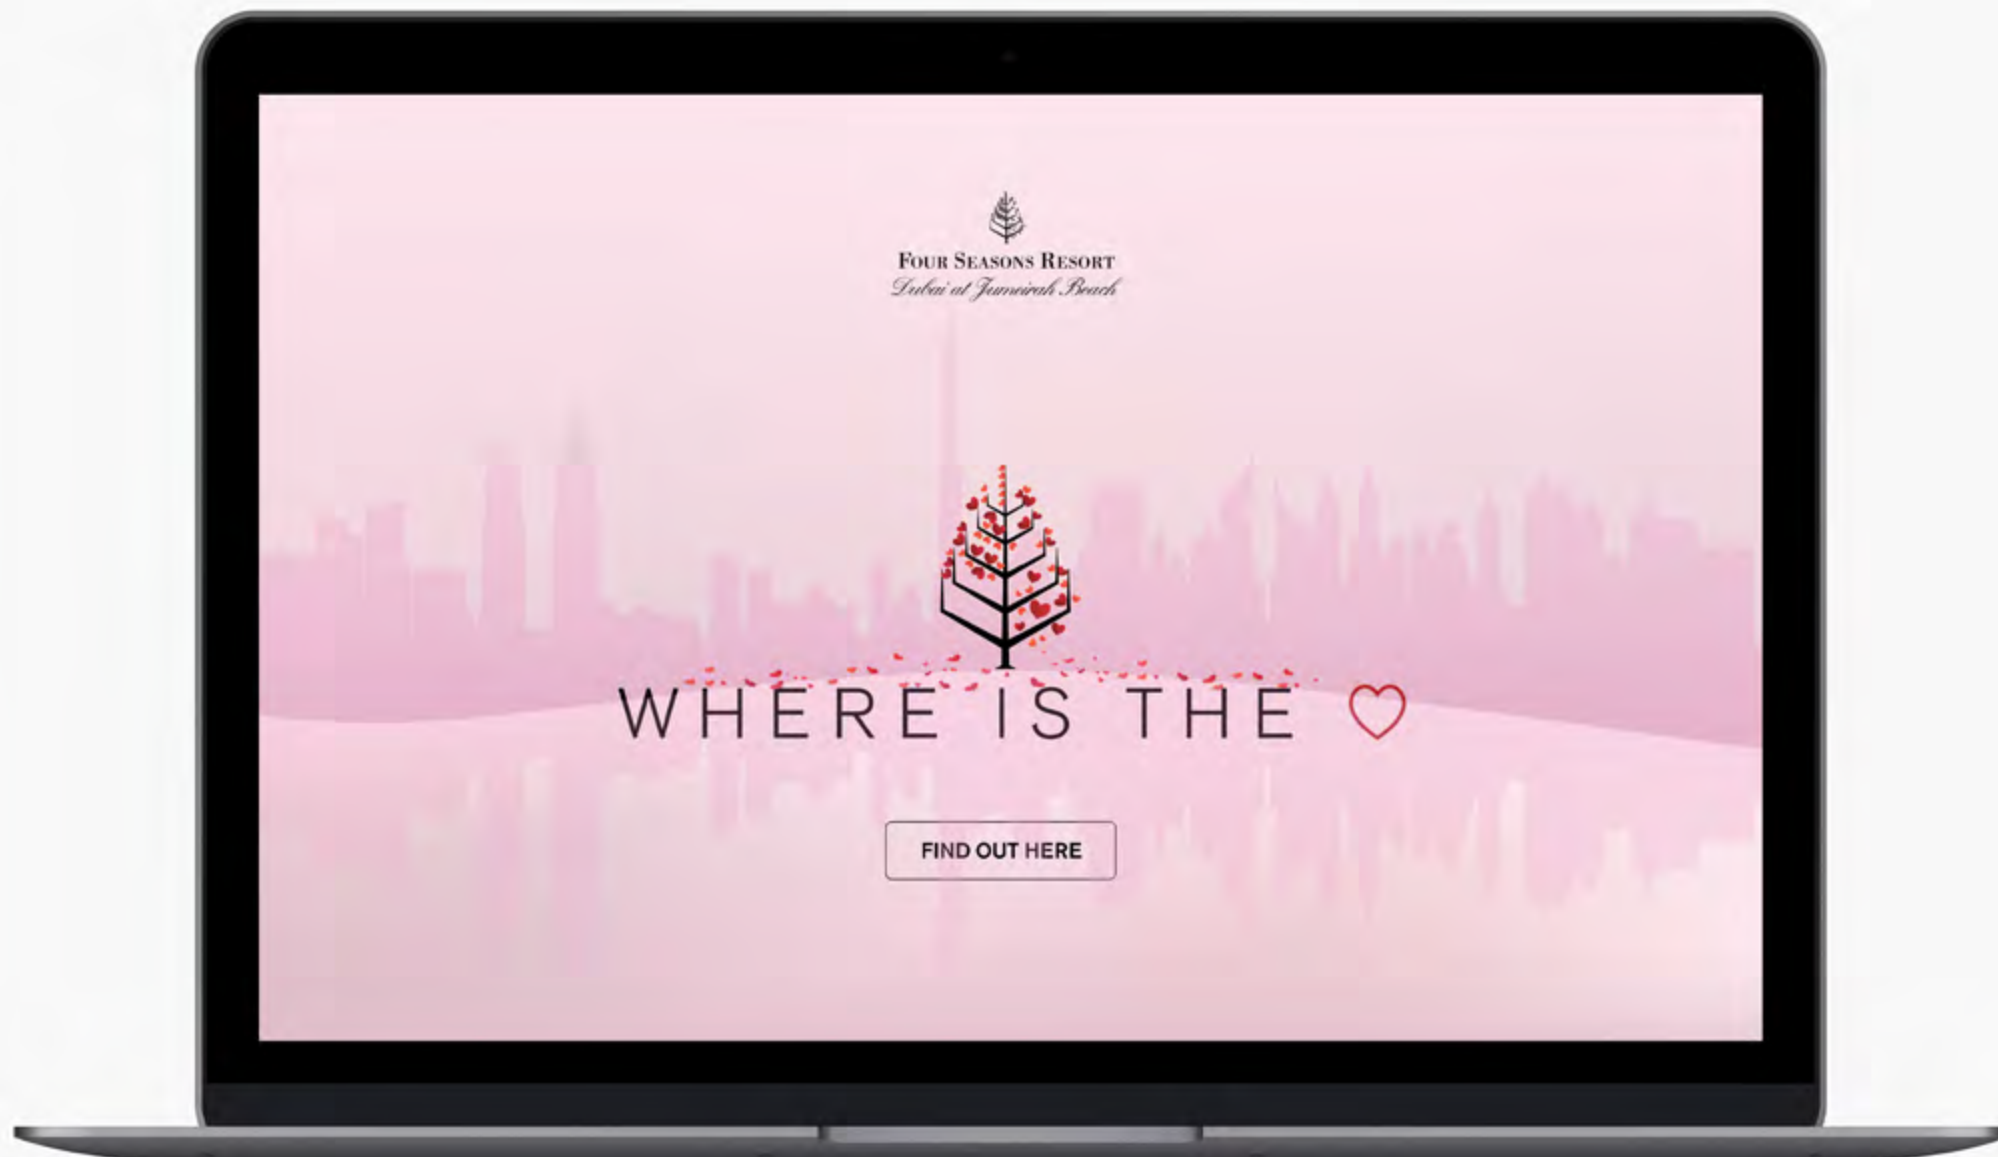 FOUR SEASONS RESORT
Dubai at Jumeirah Beach
WHERE IS THE ♡
FIND OUT HERE